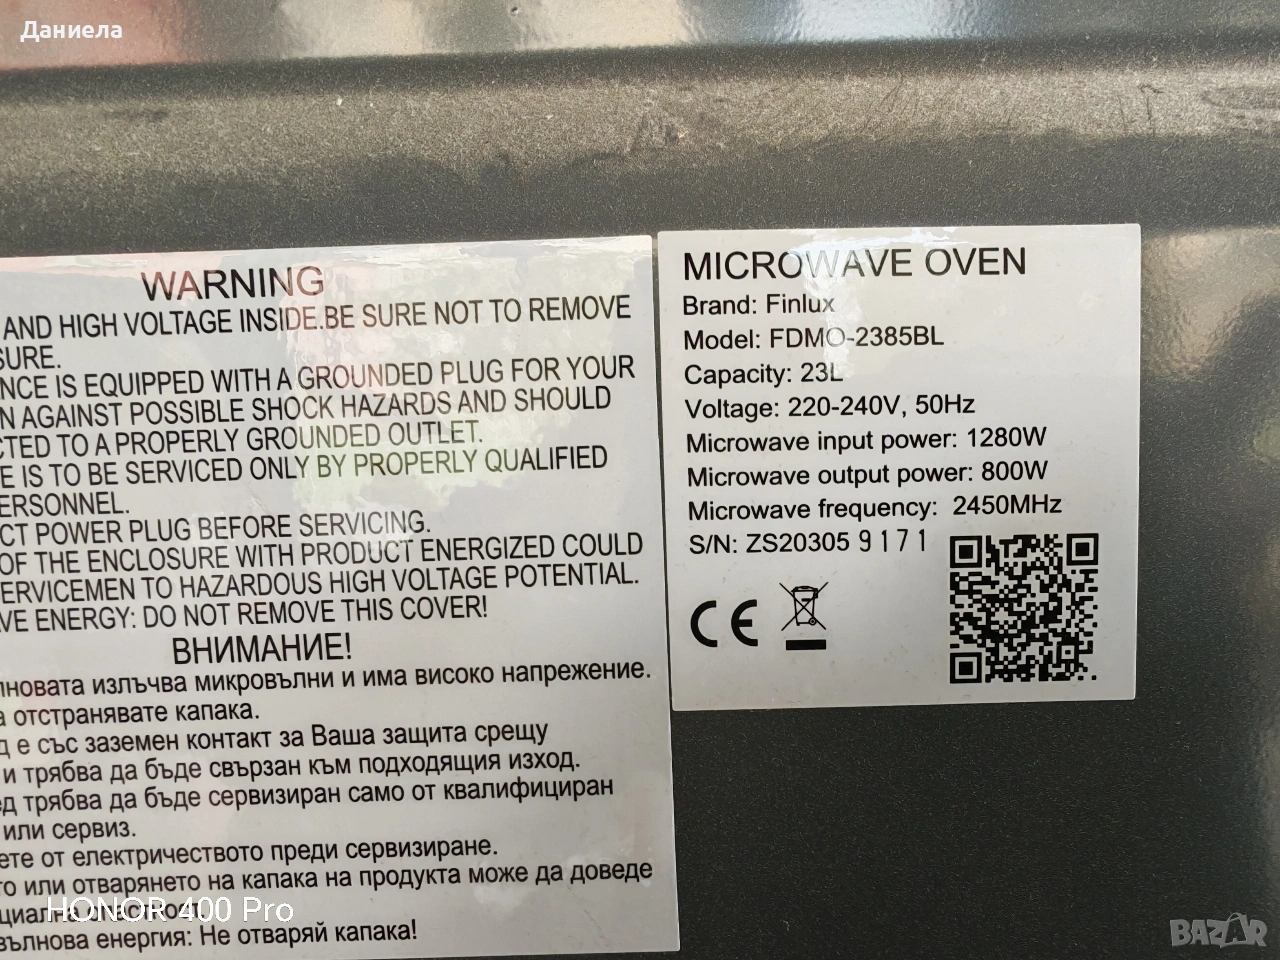 Даниела
WARNING
AND HIGH VOLTAGE INSIDE.BE SURE NOT TO REMOVE
SURE.
NCE IS EQUIPPED WITH A GROUNDED PLUG FOR YOUR
N AGAINST POSSIBLE SHOCK HAZARDS AND SHOULD
CTED TO A PROPERLY GROUNDED OUTLET.
E IS TO BE SERVICED ONLY BY PROPERLY QUALIFIED
ERSONNEL.
CT POWER PLUG BEFORE SERVICING.
OF THE ENCLOSURE WITH PRODUCT ENERGIZED COULD
ERVICEMEN TO HAZARDOUS HIGH VOLTAGE POTENTIAL.
VE ENERGY: DO NOT REMOVE THIS COVER!
ВНИМАНИЕ!
лновата излъчва микровълни и има високо напрежение.
а отстранявате капака.
д е със заземен контакт за Ваша защита срещу
и трябва да бъде свързан към подходящия изход.
ед трябва да бъде сервизиран само от квалифициран
или сервиз.
ете от електричеството преди сервизиране.
то или отварянето на капака на продукта може да доведе
циална опастност.
вълнова енергия: Не отваряй капака!
MICROWAVE OVEN
Brand: Finlux
Model: FDMO-2385BL
Capacity: 23L
Voltage: 220-240V, 50Hz
Microwave input power: 1280W
Microwave output power: 800W
Microwave frequency: 2450MHz
S/N: ZS20305 9171
CE
HONOR 400 Pro
BAZAR